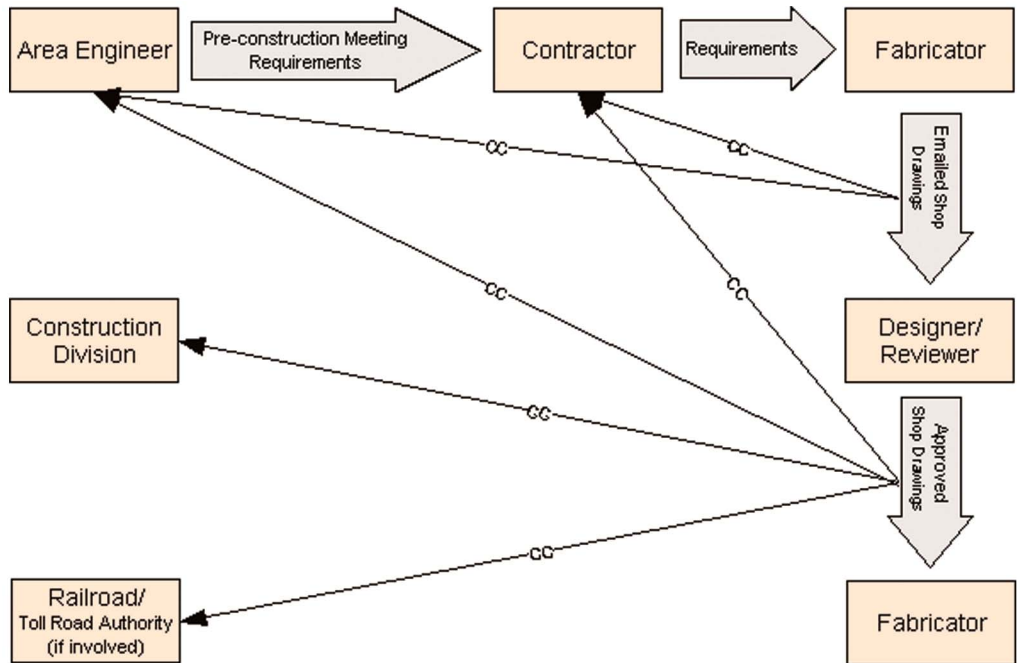 Area Engineer
Pre-construction Meeting
Requirements
Contractor
Requirements
Fabricator
CC
CC
Emailed Shop
Drawings
CC
CC
Construction
Division
Designer/
Reviewer
CC
Approved
Shop Drawings
CC
Railroad/
Toll Road Authority
(if involved)
Fabricator